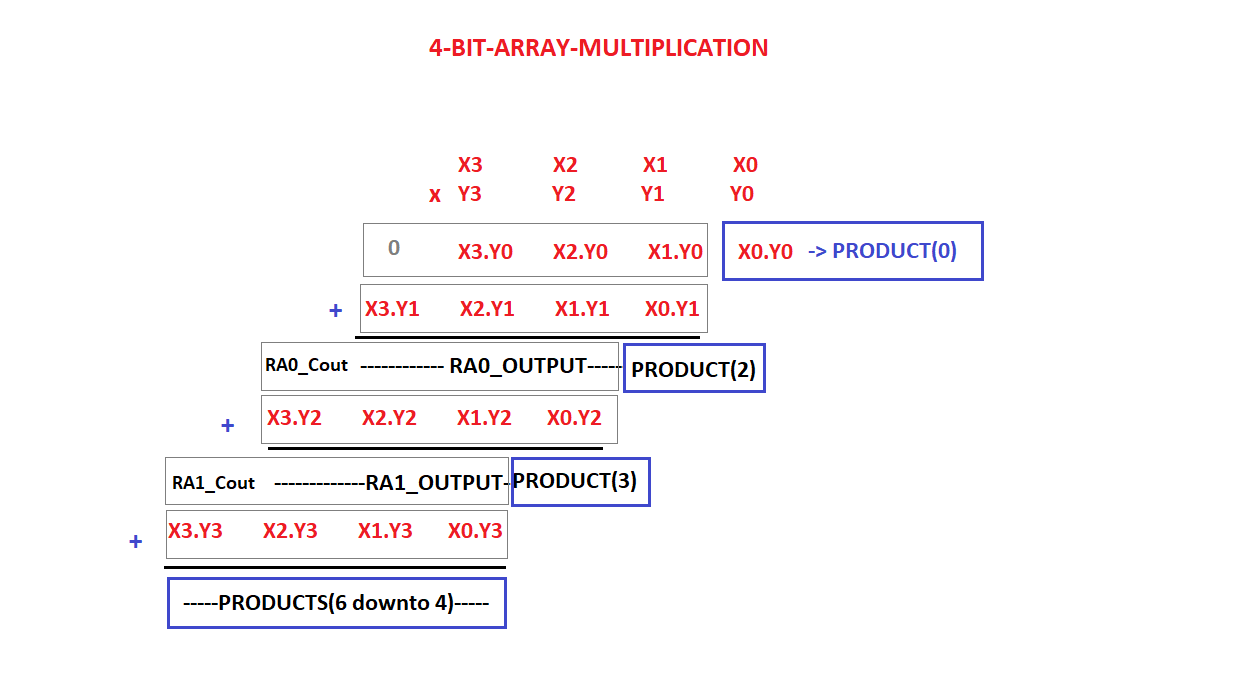 4-BIT-ARRAY-MULTIPLICATION
X3 X2 X1 X0
x Y3 Y2 Y1 Y0
0 X3.Y0 X2.Y0 X1.Y0 X0.Y0 -> PRODUCT(0)
+ X3.Y1 X2.Y1 X1.Y1 X0.Y1
RA0_Cout ------------ RA0_OUTPUT----- PRODUCT(2)
+ X3.Y2 X2.Y2 X1.Y2 X0.Y2
RA1_Cout -------------RA1_OUTPUT- PRODUCT(3)
+ X3.Y3 X2.Y3 X1.Y3 X0.Y3
-----PRODUCTS(6 downto 4)-----